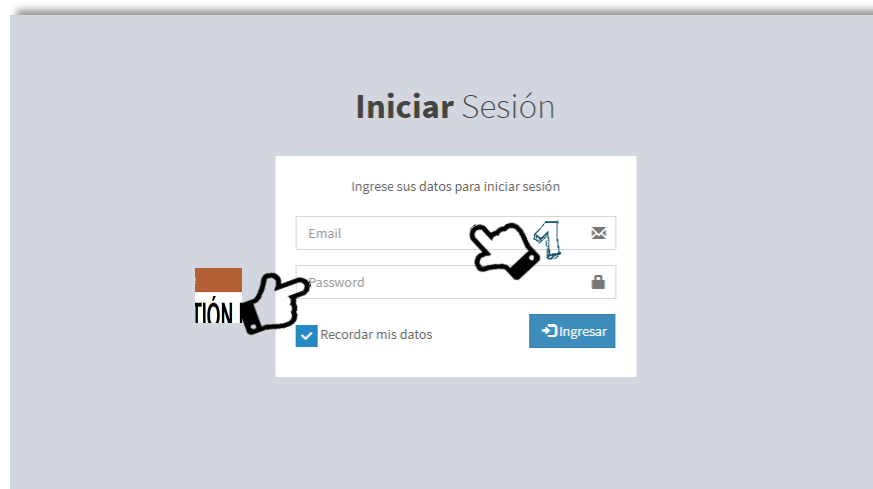 Iniciar Sesión
Ingrese sus datos para iniciar sesión
Email
1
Password
TIÓN
Recordar mis datos
Ingresar